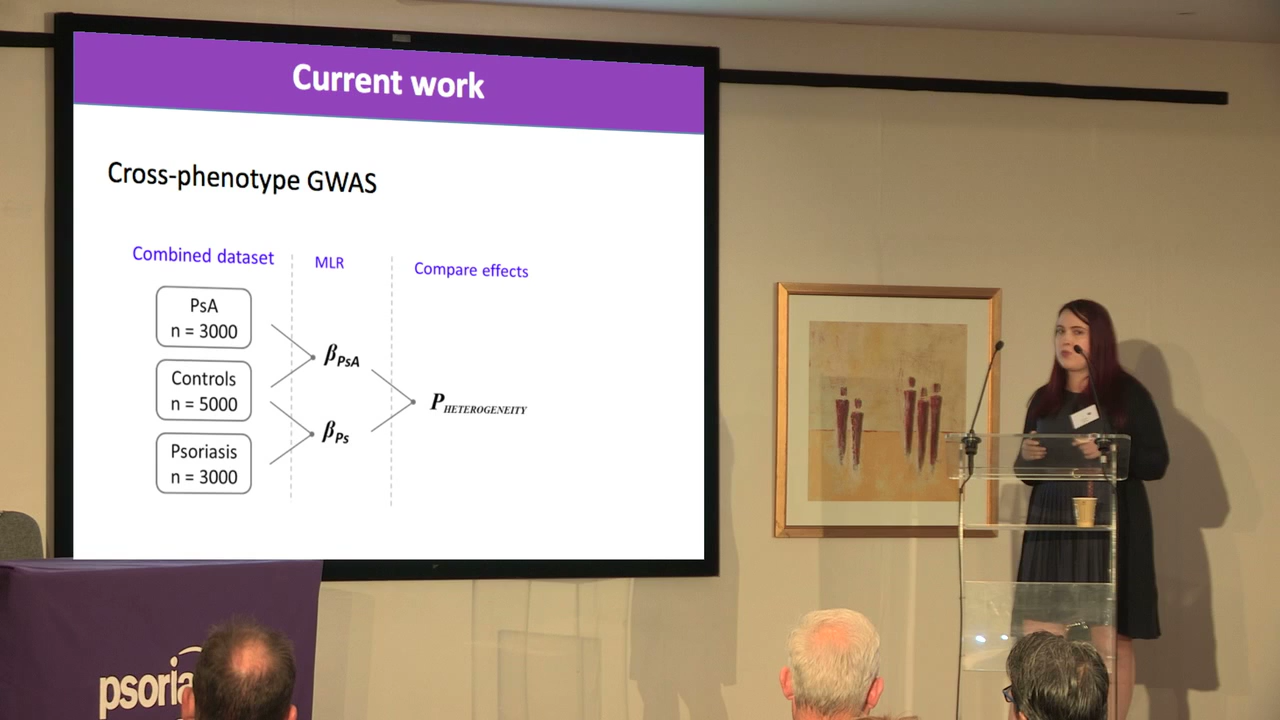 Current work
Cross-phenotype GWAS
Combined dataset
MLR
Compare effects
PsA
n = 3000
Controls
n = 5000
Psoriasis
n = 3000
βPsA
βPs
PHETEROGENEITY